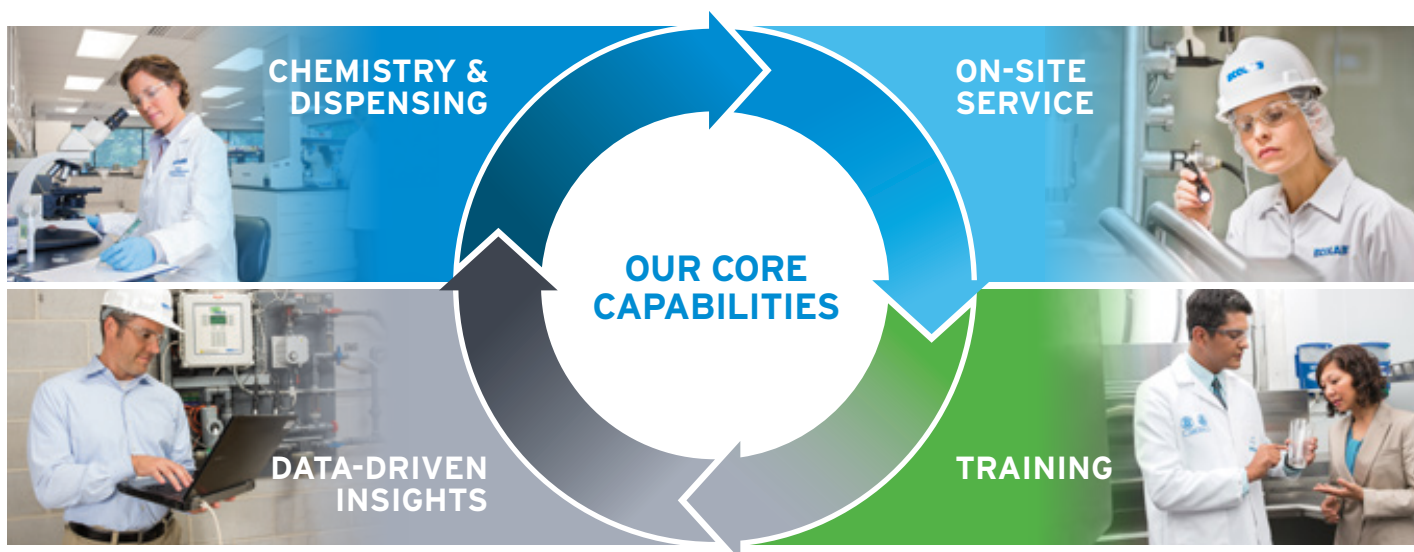 CHEMISTRY &
DISPENSING
ON-SITE
SERVICE
OUR CORE
CAPABILITIES
DATA-DRIVEN
INSIGHTS
TRAINING